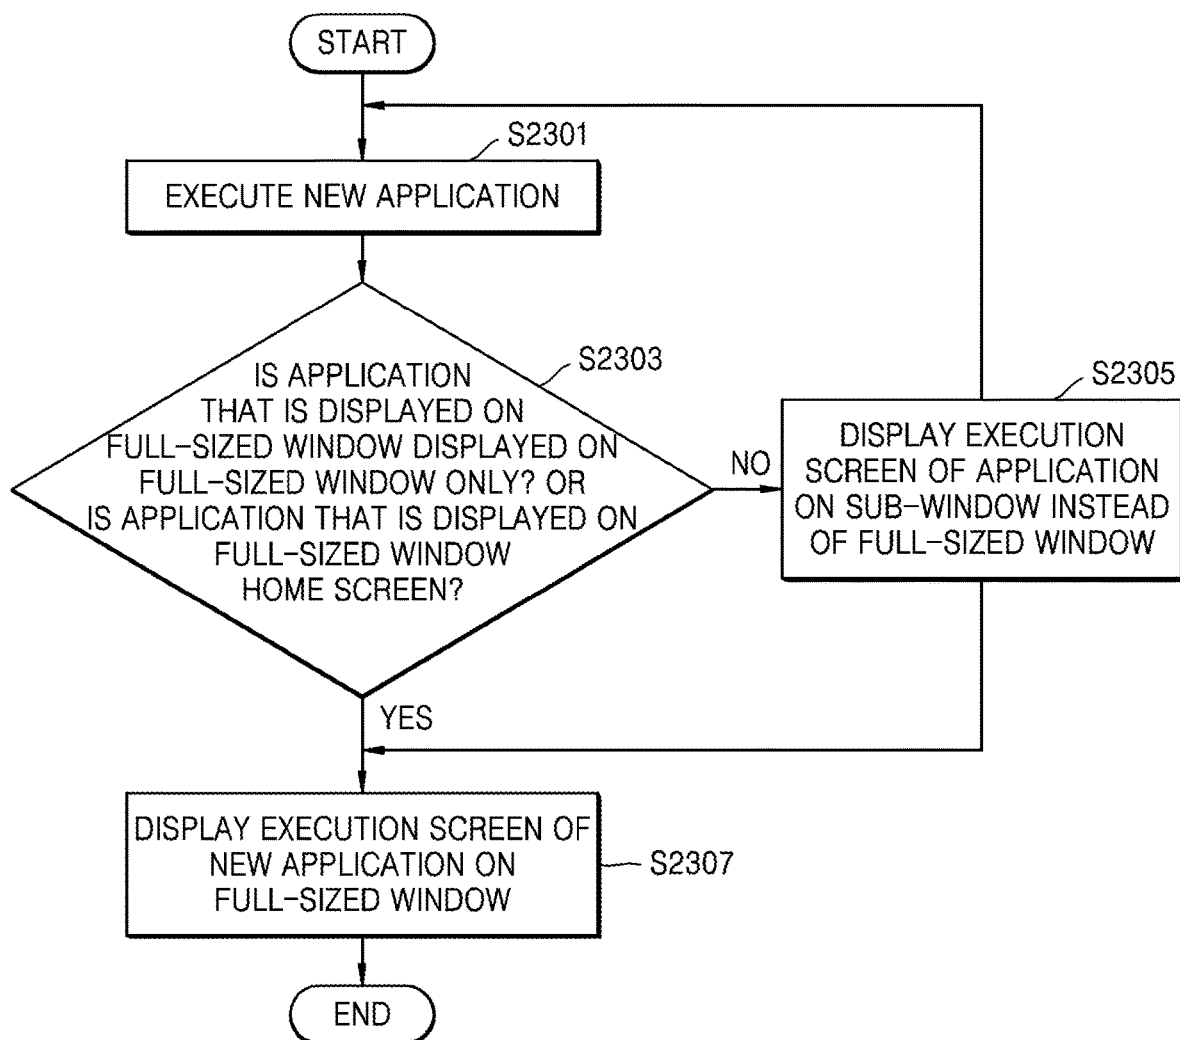 START
S2301
EXECUTE NEW APPLICATION
S2303
IS APPLICATION
THAT IS DISPLAYED ON
FULL-SIZED WINDOW DISPLAYED ON
FULL-SIZED WINDOW ONLY? OR
IS APPLICATION THAT IS DISPLAYED ON
FULL-SIZED WINDOW
HOME SCREEN?
NO
S2305
DISPLAY EXECUTION
SCREEN OF APPLICATION
ON SUB-WINDOW INSTEAD
OF FULL-SIZED WINDOW
YES
DISPLAY EXECUTION SCREEN OF
NEW APPLICATION ON
FULL-SIZED WINDOW
S2307
END